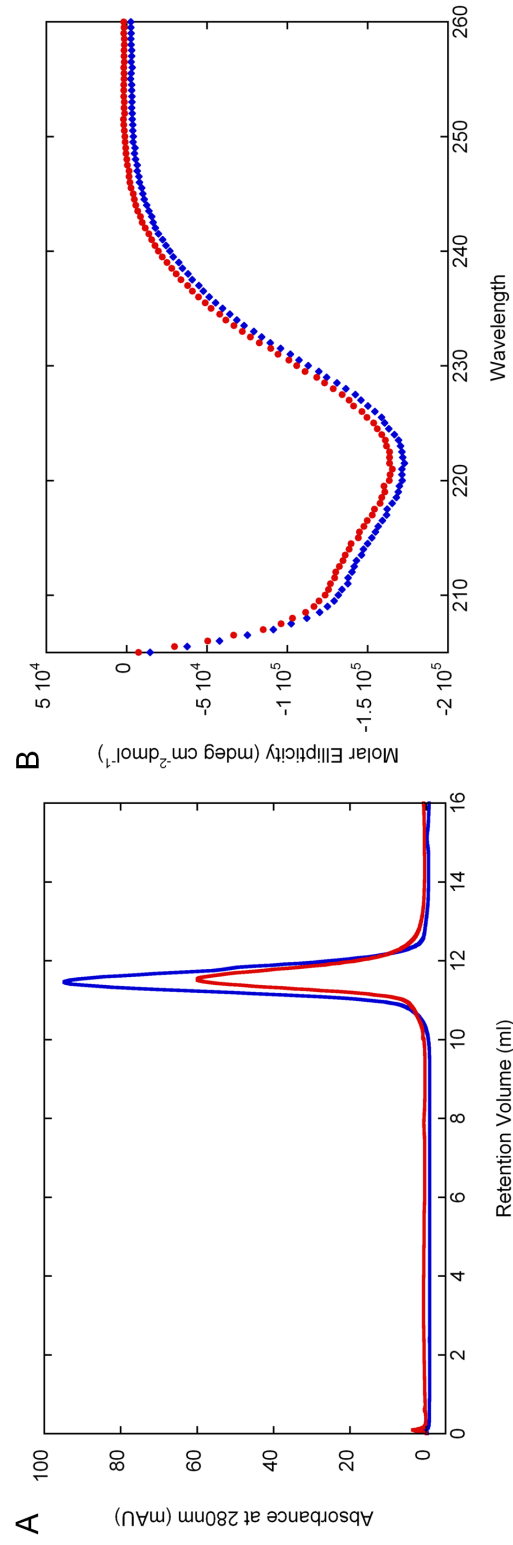 A
Absorbance at 280nm (mAU)
100
80
60
40
20
0
0 2 4 6 8 10 12 14 16
Retention Volume (ml)
B
Molar Ellipticity (mdeg cm⁻²dmol⁻¹)
5 10⁴
0
-5 10⁴
-1 10⁵
-1.5 10⁵
-2 10⁵
210 220 230 240 250 260
Wavelength